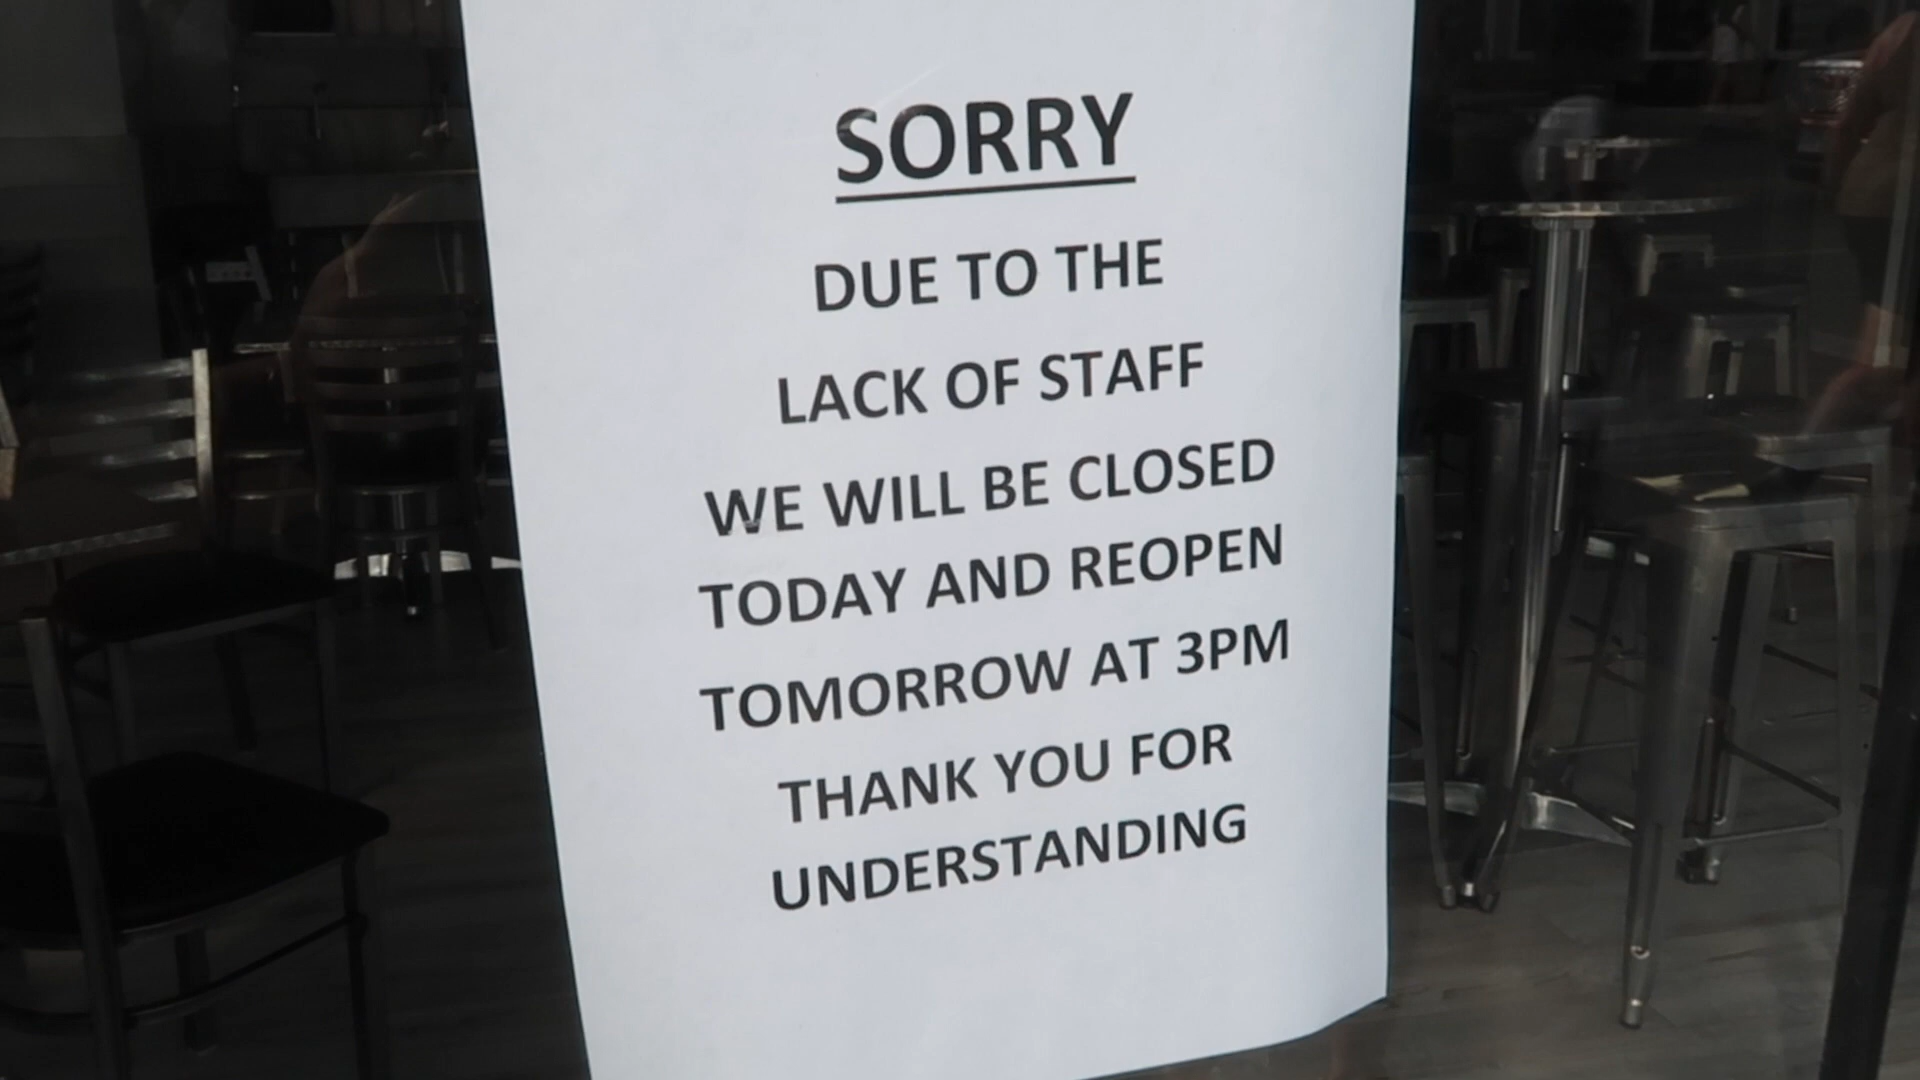 SORRY
DUE TO THE
LACK OF STAFF
WE WILL BE CLOSED
TODAY AND REOPEN
TOMORROW AT 3PM
THANK YOU FOR
UNDERSTANDING